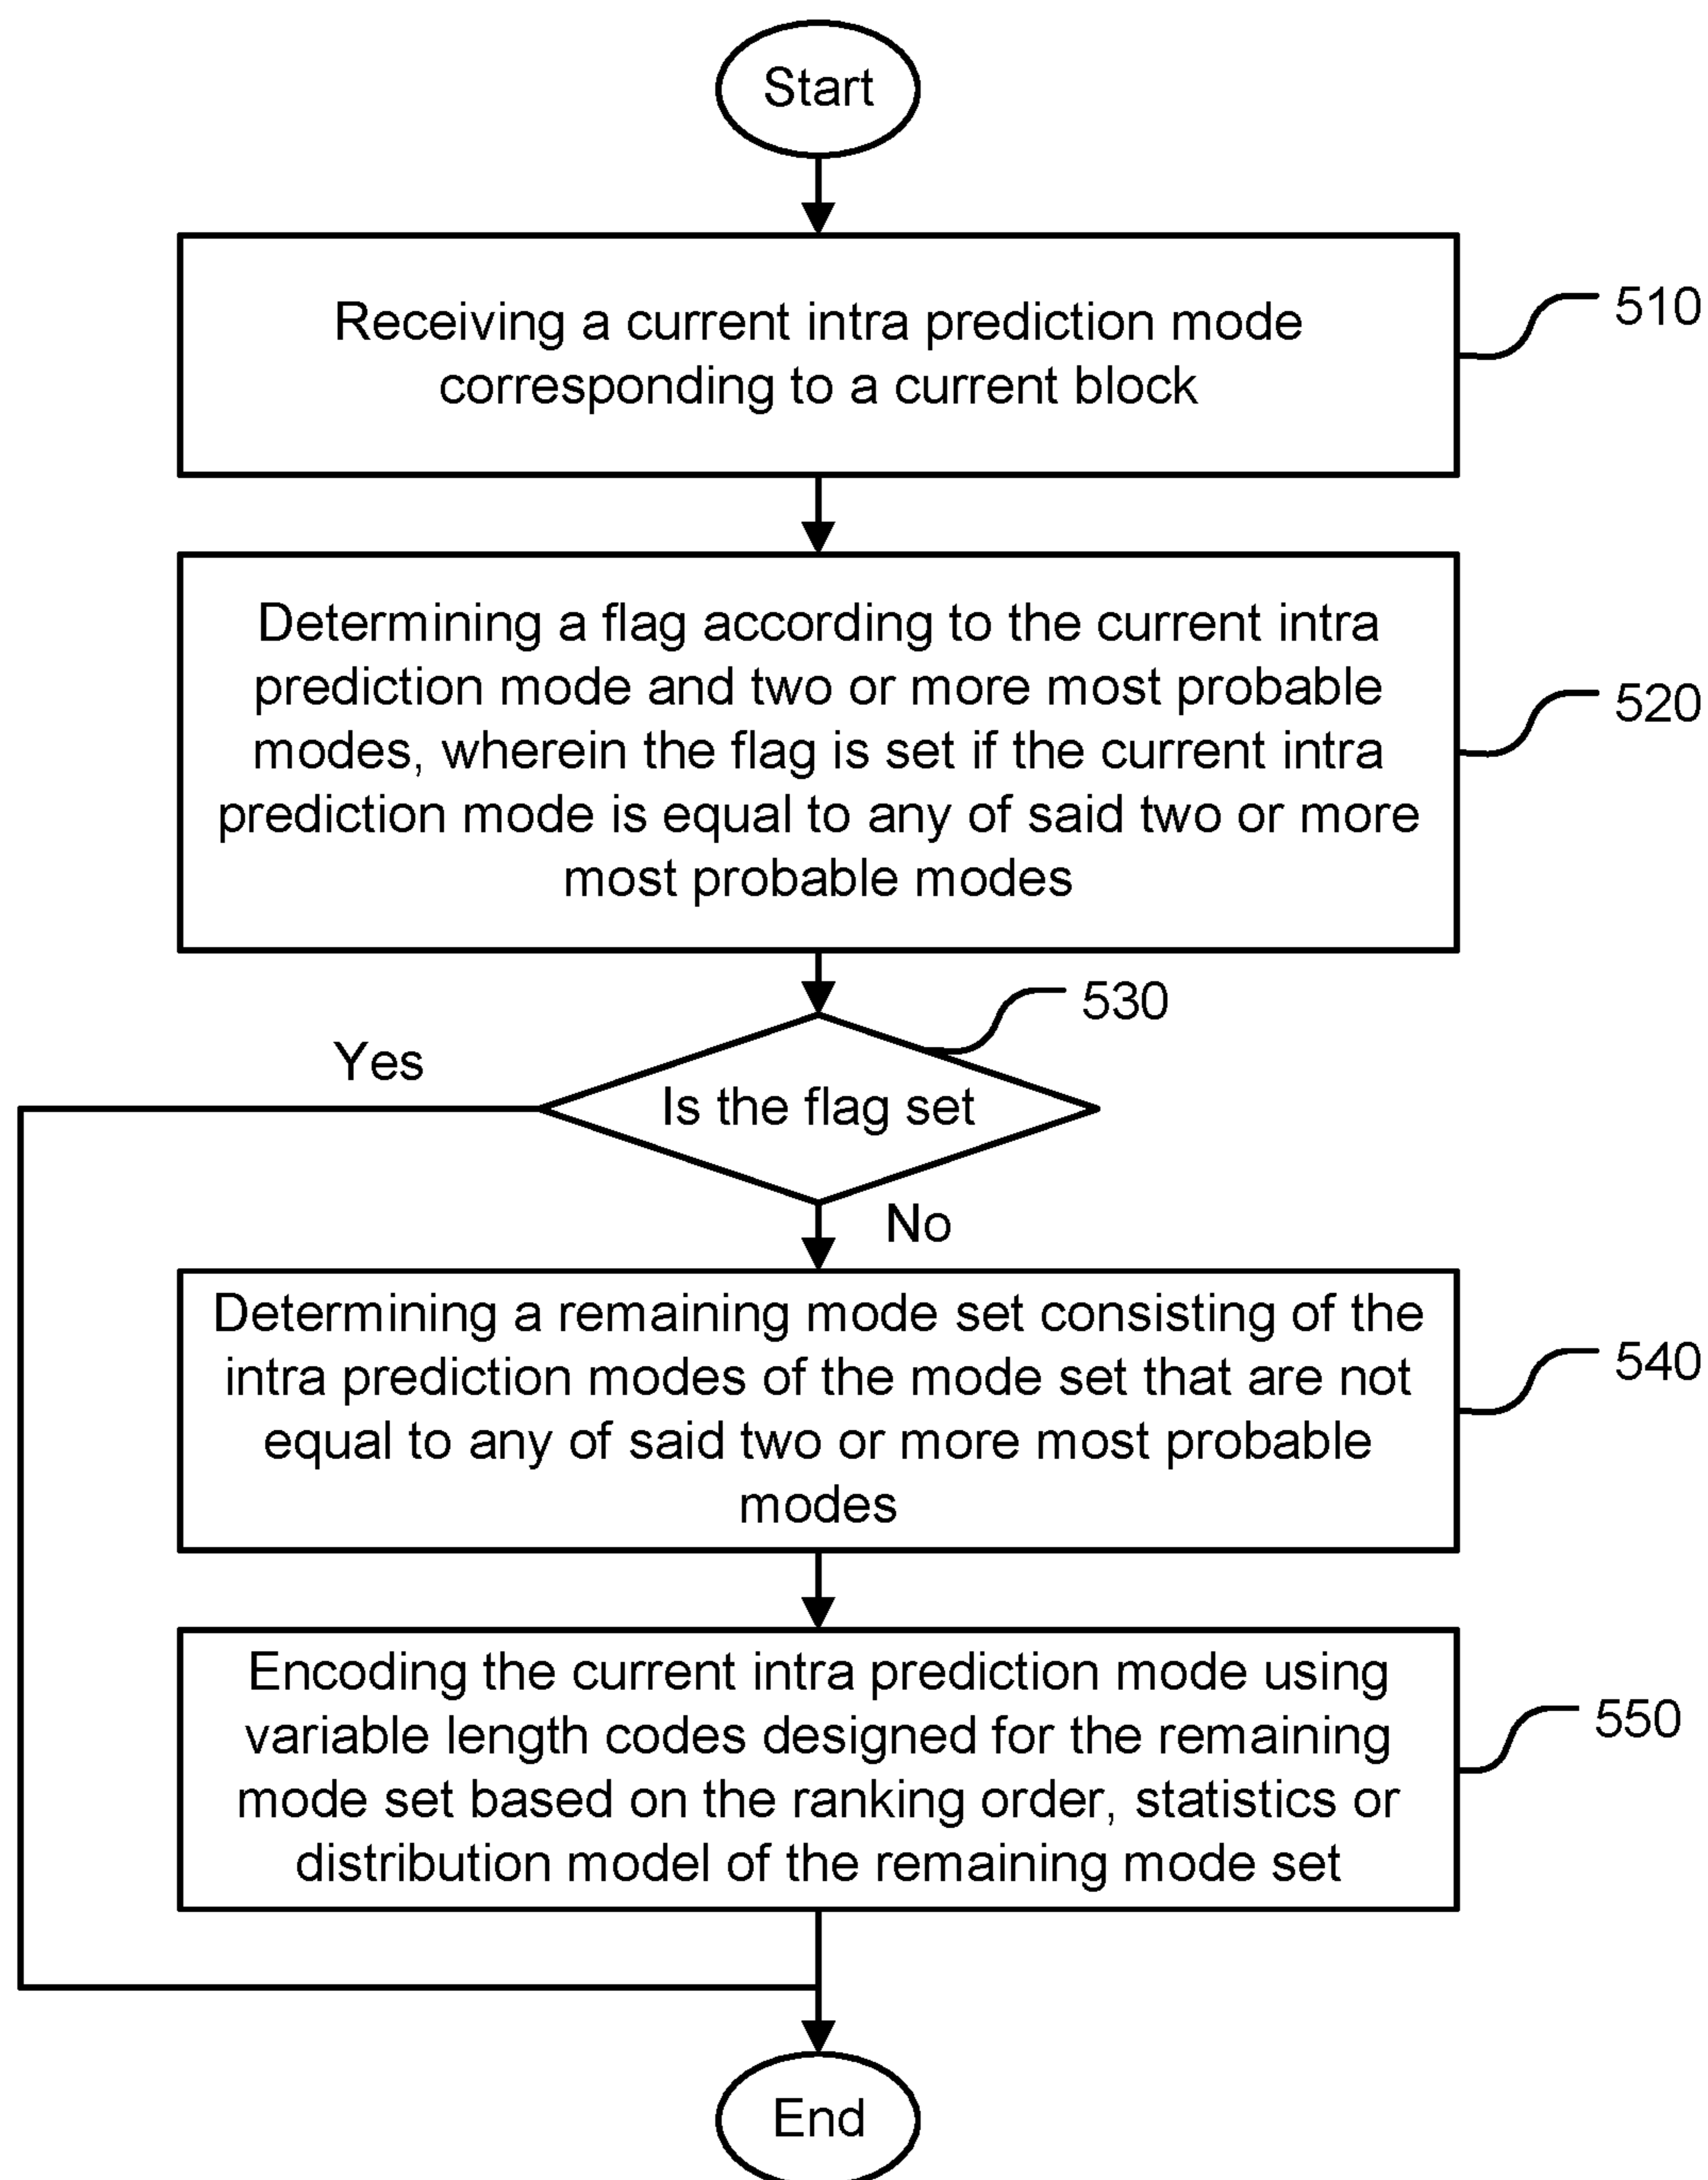 Start
Receiving a current intra prediction mode
corresponding to a current block
510
Determining a flag according to the current intra
prediction mode and two or more most probable
modes, wherein the flag is set if the current intra
prediction mode is equal to any of said two or more
most probable modes
520
530
Yes
Is the flag set
No
Determining a remaining mode set consisting of the
intra prediction modes of the mode set that are not
equal to any of said two or more most probable
modes
540
Encoding the current intra prediction mode using
variable length codes designed for the remaining
mode set based on the ranking order, statistics or
distribution model of the remaining mode set
550
End